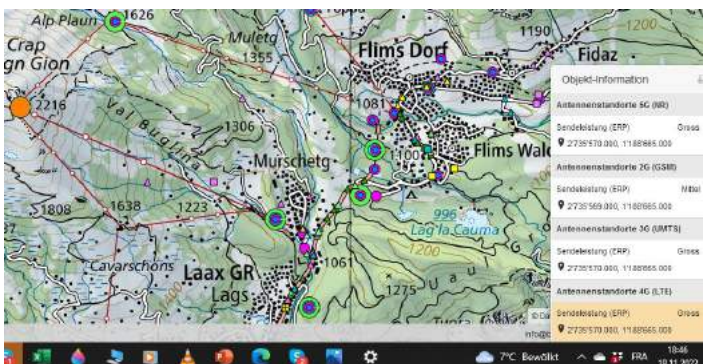 Alp Plaun
1626
Muletg
1355
Crap
gn Gion
2216
Val Buglina
1306
Murschetg
1808
1638
1223
Cavarschons
Laax GR
Lags
1061
Flims Dorf
1190
1200
Fidaz
1081
1100
Flims Wald
996
Lag la Cauma
1200
1275
Uaul
Objekt-Information
Antennenstandorte 5G (NR)
Sendeleistung (ERP) Gross
2'735'570.000, 1'188'665.000
Antennenstandorte 2G (GSM)
Sendeleistung (ERP) Mittel
2'735'569.000, 1'188'665.000
Antennenstandorte 3G (UMTS)
Sendeleistung (ERP) Gross
2'735'570.000, 1'188'665.000
Antennenstandorte 4G (LTE)
Sendeleistung (ERP) Gross
2'735'570.000, 1'188'665.000
7°C Bewölkt
FRA
18:46
18.11.2023